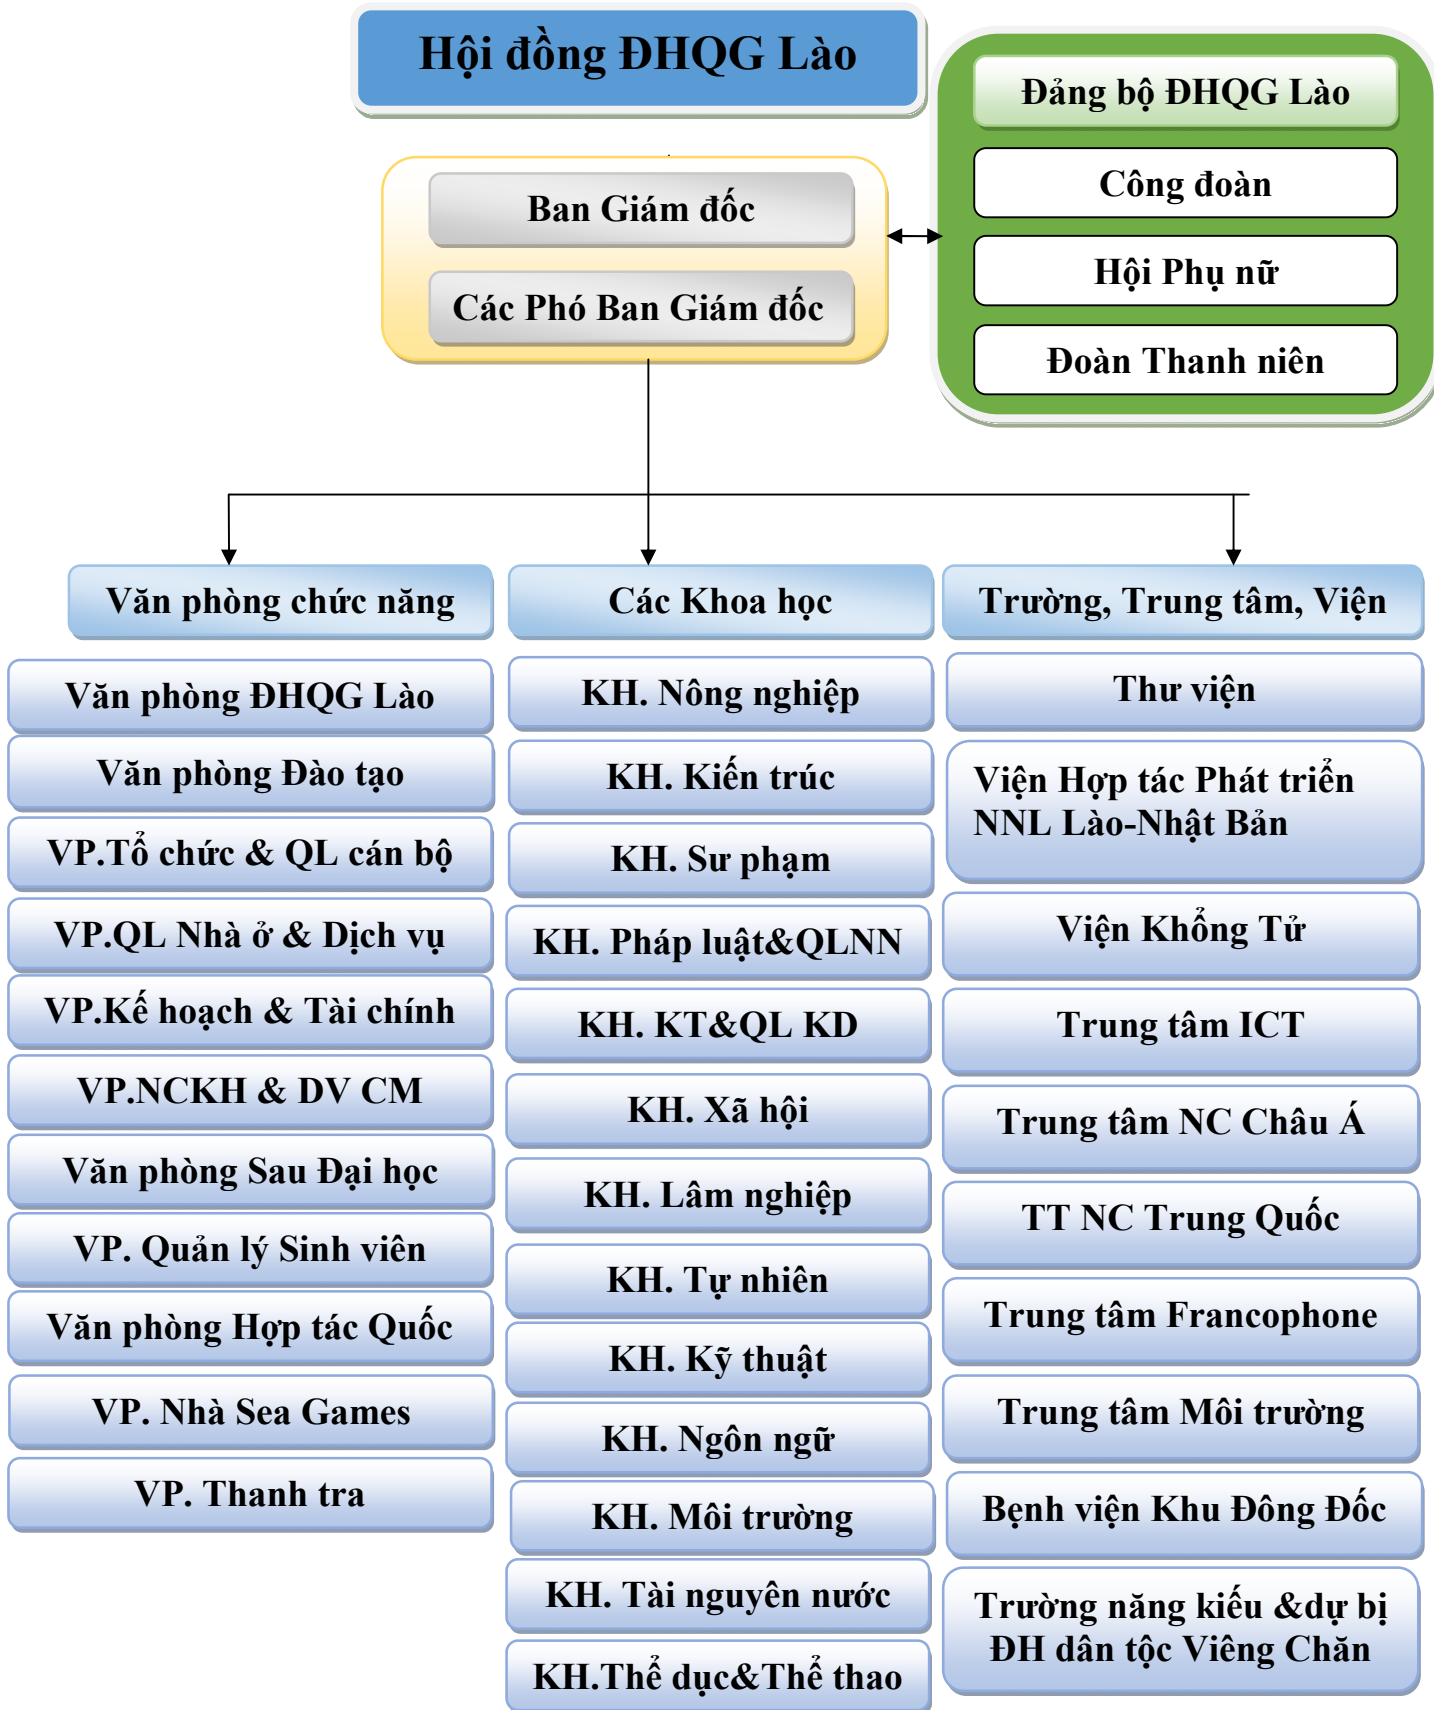 Hội đồng ĐHQG Lào
Đảng bộ ĐHQG Lào
Công đoàn
Hội Phụ nữ
Đoàn Thanh niên
Ban Giám đốc
Các Phó Ban Giám đốc
Văn phòng chức năng
Văn phòng ĐHQG Lào
Văn phòng Đào tạo
VP.Tổ chức & QL cán bộ
VP.QL Nhà ở & Dịch vụ
VP.Kế hoạch & Tài chính
VP.NCKH & DV CM
Văn phòng Sau Đại học
VP. Quản lý Sinh viên
Văn phòng Hợp tác Quốc
VP. Nhà Sea Games
VP. Thanh tra
Các Khoa học
KH. Nông nghiệp
KH. Kiến trúc
KH. Sư phạm
KH. Pháp luật&QLNN
KH. KT&QL KD
KH. Xã hội
KH. Lâm nghiệp
KH. Tự nhiên
KH. Kỹ thuật
KH. Ngôn ngữ
KH. Môi trường
KH. Tài nguyên nước
KH.Thể dục&Thể thao
Trường, Trung tâm, Viện
Thư viện
Viện Hợp tác Phát triển
NNL Lào-Nhật Bản
Viện Khổng Tử
Trung tâm ICT
Trung tâm NC Châu Á
TT NC Trung Quốc
Trung tâm Francophone
Trung tâm Môi trường
Bẹnh viện Khu Đông Đốc
Trường năng kiếu &dự bị
ĐH dân tộc Viêng Chăn